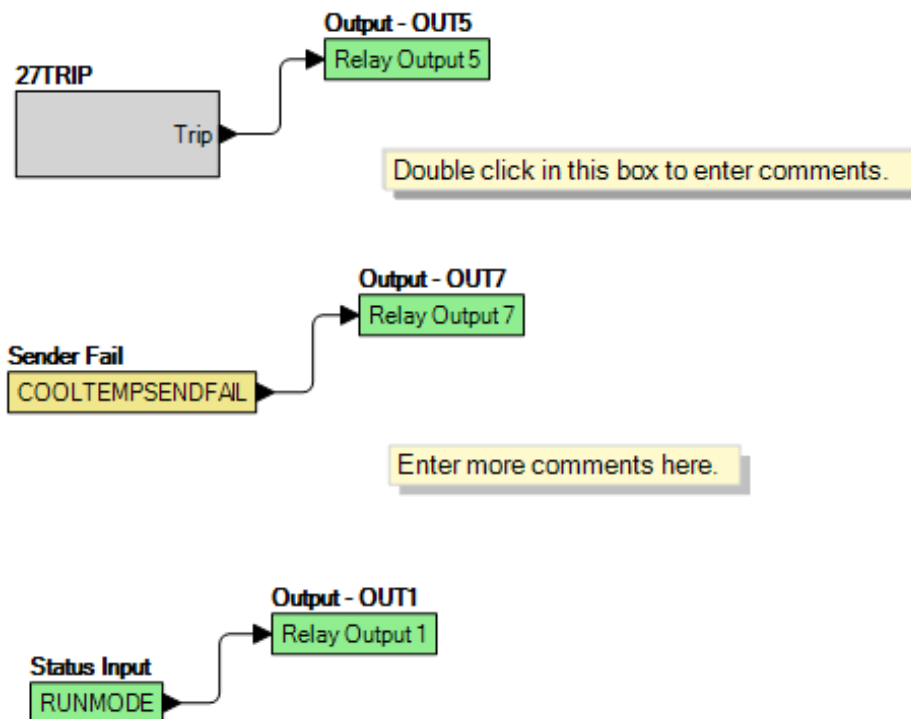 Output - OUT5
Relay Output 5
27TRIP
Trip
Double click in this box to enter comments.
Output - OUT7
Relay Output 7
Sender Fail
COOLTEMPSENDFAIL
Enter more comments here.
Output - OUT1
Relay Output 1
Status Input
RUNMODE